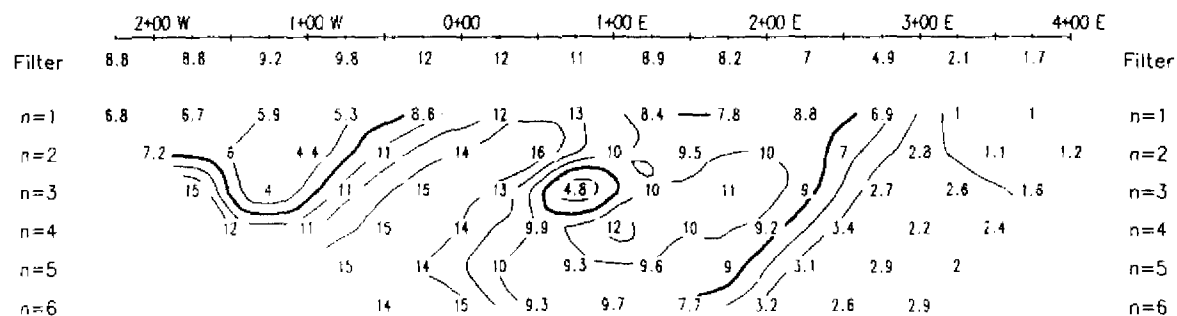 2+00 W 1+00 W 0+00 1+00 E 2+00 E 3+00 E 4+00 E
Filter 8.8 8.8 9.2 9.8 12 12 11 8.9 8.2 7 4.9 2.1 1.7 Filter
n=1 6.8 6.7 5.9 5.3 8.6 12 13 8.4 7.8 8.8 6.9 1 1 n=1
n=2 7.2 6 4.4 11 14 16 10 9.5 10 7 2.8 1.1 1.2 n=2
n=3 15 4 11 15 13 4.8 10 11 9 2.7 2.6 1.6 n=3
n=4 12 11 15 14 9.9 12 10 9.2 3.4 2.2 2.4 n=4
n=5 15 14 10 9.3 9.6 9 3.1 2.9 2 n=5
n=6 14 15 9.3 9.7 7.7 3.2 2.6 2.9 n=6